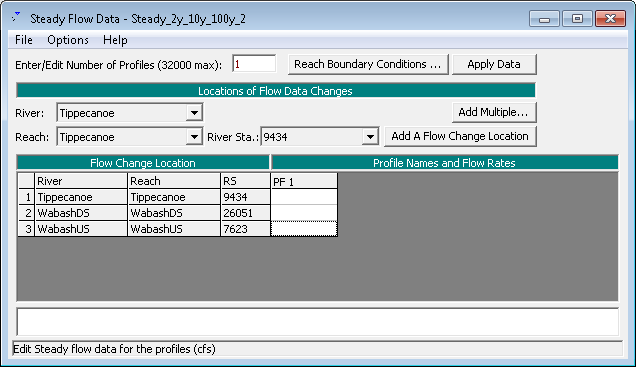 Steady Flow Data - Steady_2y_10y_100y_2
File Options Help
Enter/Edit Number of Profiles (32000 max): 1 Reach Boundary Conditions ... Apply Data
Locations of Flow Data Changes
River: Tippecanoe Add Multiple...
Reach: Tippecanoe River Sta.: 9434 Add A Flow Change Location
Flow Change Location Profile Names and Flow Rates
River Reach RS PF 1
1 Tippecanoe Tippecanoe 9434
2 WabashDS WabashDS 26051
3 WabashUS WabashUS 7623
Edit Steady flow data for the profiles (cfs)